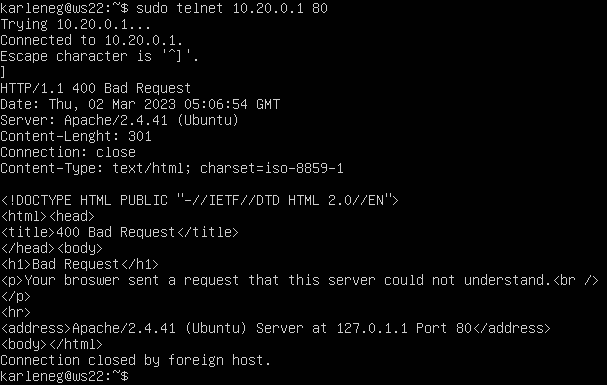 karleneg@ws22:~$ sudo telnet 10.20.0.1 80
Trying 10.20.0.1...
Connected to 10.20.0.1.
Escape character is '^]'.
]
HTTP/1.1 400 Bad Request
Date: Thu, 02 Mar 2023 05:06:54 GMT
Server: Apache/2.4.41 (Ubuntu)
Content-Lenght: 301
Connection: close
Content-Type: text/html; charset=iso-8859-1

<!DOCTYPE HTML PUBLIC "-//IETF//DTD HTML 2.0//EN">
<html><head>
<title>400 Bad Request</title>
</head><body>
<h1>Bad Request</h1>
<p>Your broswer sent a request that this server could not understand.<br />
</p>
<hr>
<address>Apache/2.4.41 (Ubuntu) Server at 127.0.1.1 Port 80</address>
<body></html>
Connection closed by foreign host.
karleneg@ws22:~$